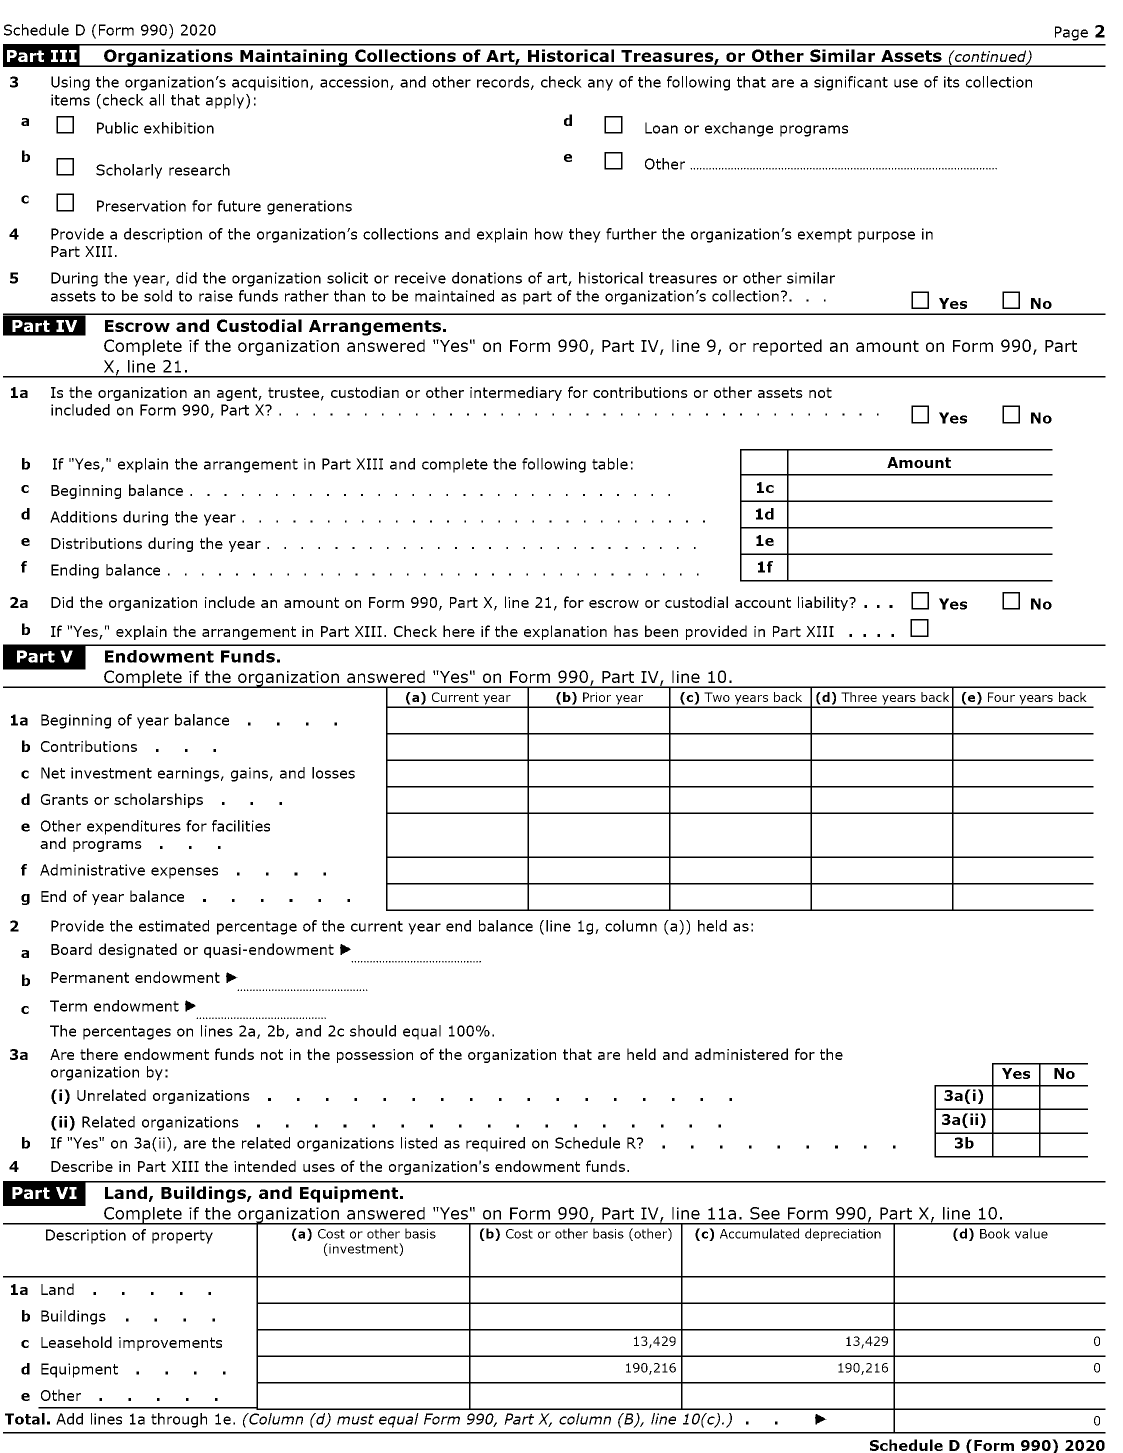 Schedule D (Form 990) 2020 Page 2
Part III Organizations Maintaining Collections of Art, Historical Treasures, or Other Similar Assets (continued)
3 Using the organization's acquisition, accession, and other records, check any of the following that are a significant use of its collection
items (check all that apply):
a Public exhibition d Loan or exchange programs
b Scholarly research e Other
c Preservation for future generations
4 Provide a description of the organization's collections and explain how they further the organization's exempt purpose in
Part XIII.
5 During the year, did the organization solicit or receive donations of art, historical treasures or other similar
assets to be sold to raise funds rather than to be maintained as part of the organization's collection?. . . Yes No
Part IV Escrow and Custodial Arrangements.
Complete if the organization answered "Yes" on Form 990, Part IV, line 9, or reported an amount on Form 990, Part
X, line 21.
1a Is the organization an agent, trustee, custodian or other intermediary for contributions or other assets not
included on Form 990, Part X? . . . Yes No
b If "Yes," explain the arrangement in Part XIII and complete the following table: Amount
c Beginning balance . . . 1c
d Additions during the year . . . 1d
e Distributions during the year . . . 1e
f Ending balance . . . 1f
2a Did the organization include an amount on Form 990, Part X, line 21, for escrow or custodial account liability? . . . Yes No
b If "Yes," explain the arrangement in Part XIII. Check here if the explanation has been provided in Part XIII . . . .
Part V Endowment Funds.
Complete if the organization answered "Yes" on Form 990, Part IV, line 10.
(a) Current year (b) Prior year (c) Two years back (d) Three years back (e) Four years back
1a Beginning of year balance . . . .
b Contributions . . .
c Net investment earnings, gains, and losses
d Grants or scholarships . . .
e Other expenditures for facilities
and programs . . .
f Administrative expenses . . . .
g End of year balance . . . . . .
2 Provide the estimated percentage of the current year end balance (line 1g, column (a)) held as:
a Board designated or quasi-endowment ►
b Permanent endowment ►
c Term endowment ►
The percentages on lines 2a, 2b, and 2c should equal 100%.
3a Are there endowment funds not in the possession of the organization that are held and administered for the
organization by: Yes No
(i) Unrelated organizations . . . . . . . . . . . . . . . . . 3a(i)
(ii) Related organizations . . . . . . . . . . . . . . . . . 3a(ii)
b If "Yes" on 3a(ii), are the related organizations listed as required on Schedule R? . . . . . . . . . 3b
4 Describe in Part XIII the intended uses of the organization's endowment funds.
Part VI Land, Buildings, and Equipment.
Complete if the organization answered "Yes" on Form 990, Part IV, line 11a. See Form 990, Part X, line 10.
Description of property (a) Cost or other basis (b) Cost or other basis (other) (c) Accumulated depreciation (d) Book value
(investment)
1a Land . . . . .
b Buildings . . . .
c Leasehold improvements 13,429 13,429 0
d Equipment . . . . 190,216 190,216 0
e Other . . . . .
Total. Add lines 1a through 1e. (Column (d) must equal Form 990, Part X, column (B), line 10(c).) . . ► 0
Schedule D (Form 990) 2020